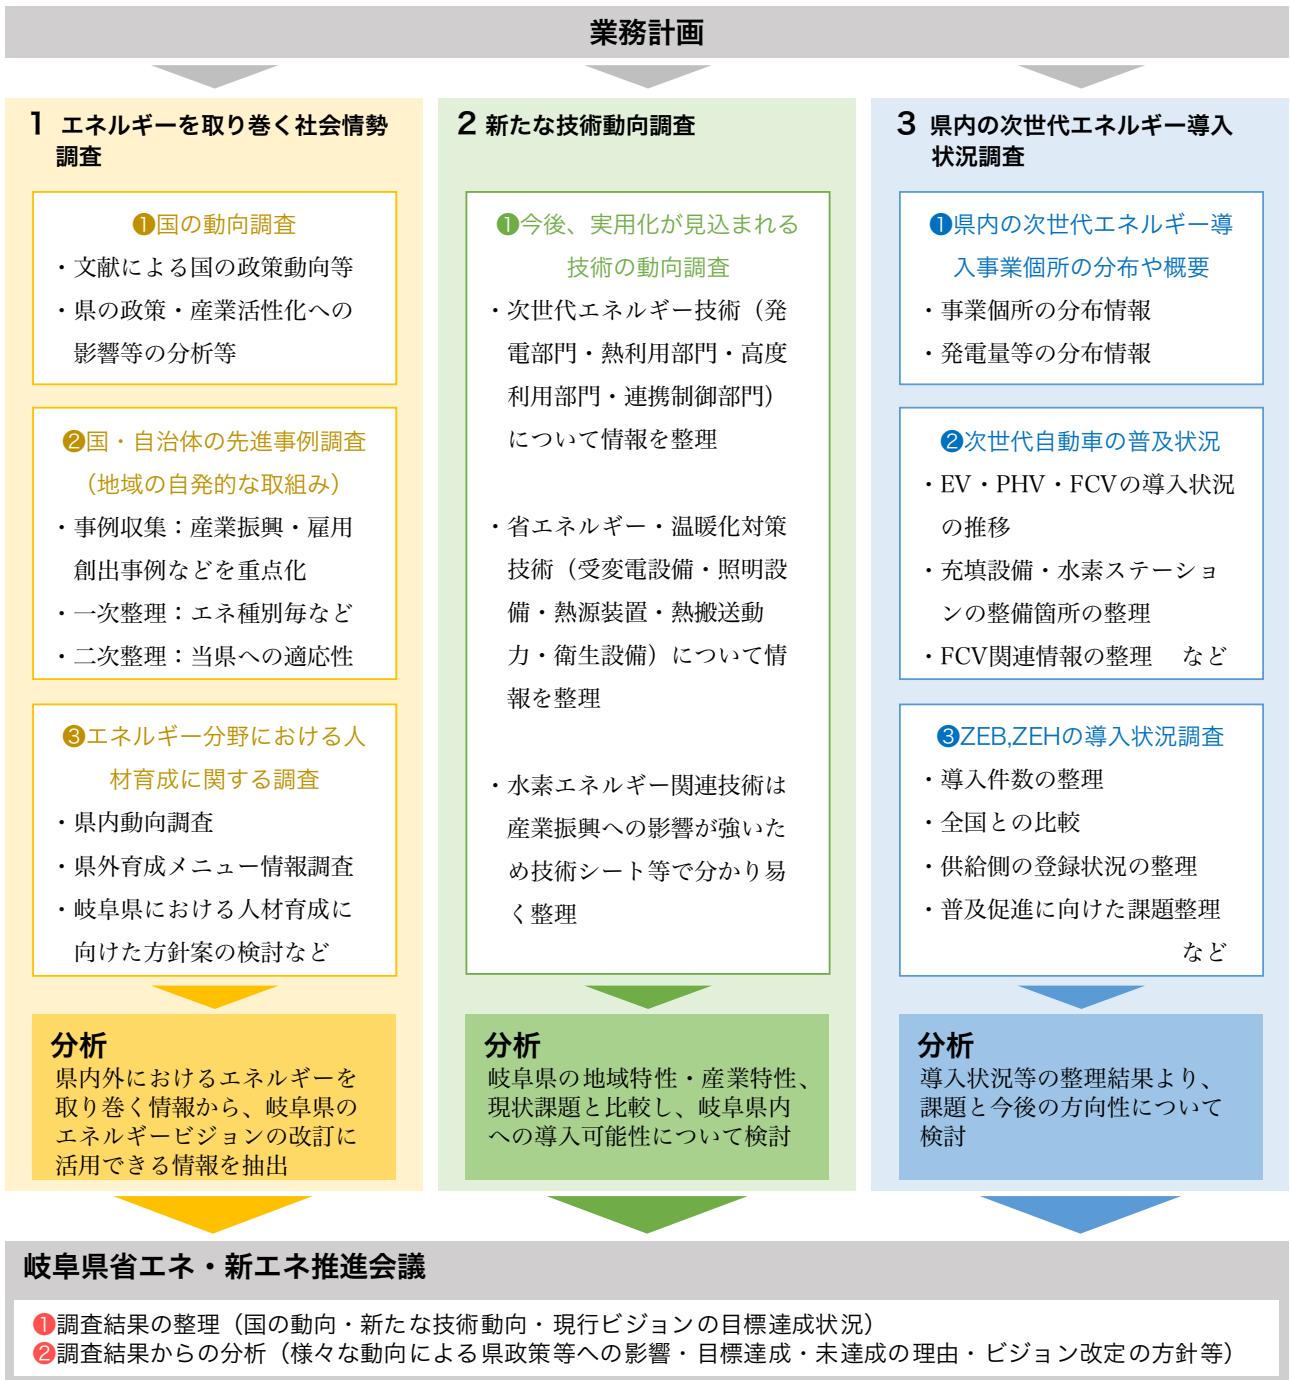 業務計画
1 エネルギーを取り巻く社会情勢
調査
❶国の動向調査
・文献による国の政策動向等
・県の政策・産業活性化への
影響等の分析等
❷国・自治体の先進事例調査
（地域の自発的な取組み）
・事例収集：産業振興・雇用
創出事例などを重点化
・一次整理：エネ種別毎など
・二次整理：当県への適応性
❸エネルギー分野における人
材育成に関する調査
・県内動向調査
・県外育成メニュー情報調査
・岐阜県における人材育成に
向けた方針案の検討など
分析
県内外におけるエネルギーを
取り巻く情報から、岐阜県の
エネルギービジョンの改訂に
活用できる情報を抽出
2 新たな技術動向調査
❶今後、実用化が見込まれる
技術の動向調査
・次世代エネルギー技術（発
電部門・熱利用部門・高度
利用部門・連携制御部門）
について情報を整理
・省エネルギー・温暖化対策
技術（受変電設備・照明設
備・熱源装置・熱搬送動
力・衛生設備）について情
報を整理
・水素エネルギー関連技術は
産業振興への影響が強いた
め技術シート等で分かり易
く整理
分析
岐阜県の地域特性・産業特性、
現状課題と比較し、岐阜県内
への導入可能性について検討
3 県内の次世代エネルギー導入
状況調査
❶県内の次世代エネルギー導
入事業個所の分布や概要
・事業個所の分布情報
・発電量等の分布情報
❷次世代自動車の普及状況
・EV・PHV・FCVの導入状況
の推移
・充填設備・水素ステーショ
ンの整備箇所の整理
・FCV関連情報の整理　など
❸ZEB,ZEHの導入状況調査
・導入件数の整理
・全国との比較
・供給側の登録状況の整理
・普及促進に向けた課題整理
など
分析
導入状況等の整理結果より、
課題と今後の方向性について
検討
岐阜県省エネ・新エネ推進会議
❶調査結果の整理（国の動向・新たな技術動向・現行ビジョンの目標達成状況）
❷調査結果からの分析（様々な動向による県政策等への影響・目標達成・未達成の理由・ビジョン改定の方針等）